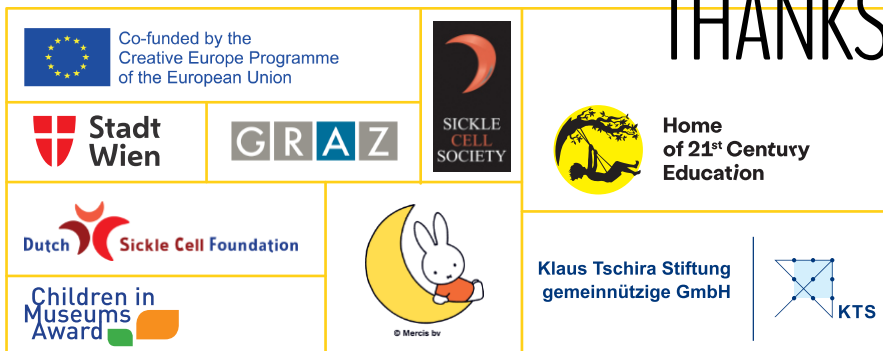 THANKS
Co-funded by the
Creative Europe Programme
of the European Union
SICKLE
CELL
SOCIETY
Stadt
Wien
GRAZ
Home
of 21st Century
Education
Dutch Sickle Cell Foundation
Children in
Museums
Award
© Mercis bv
Klaus Tschira Stiftung
gemeinnützige GmbH
KTS